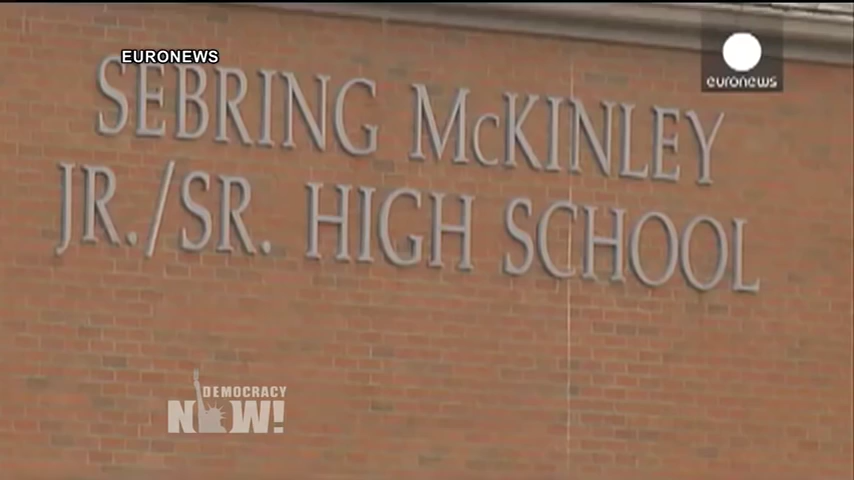 EURONEWS
euronews
SEBRING McKINLEY
JR./SR. HIGH SCHOOL
DEMOCRACY
NOW!